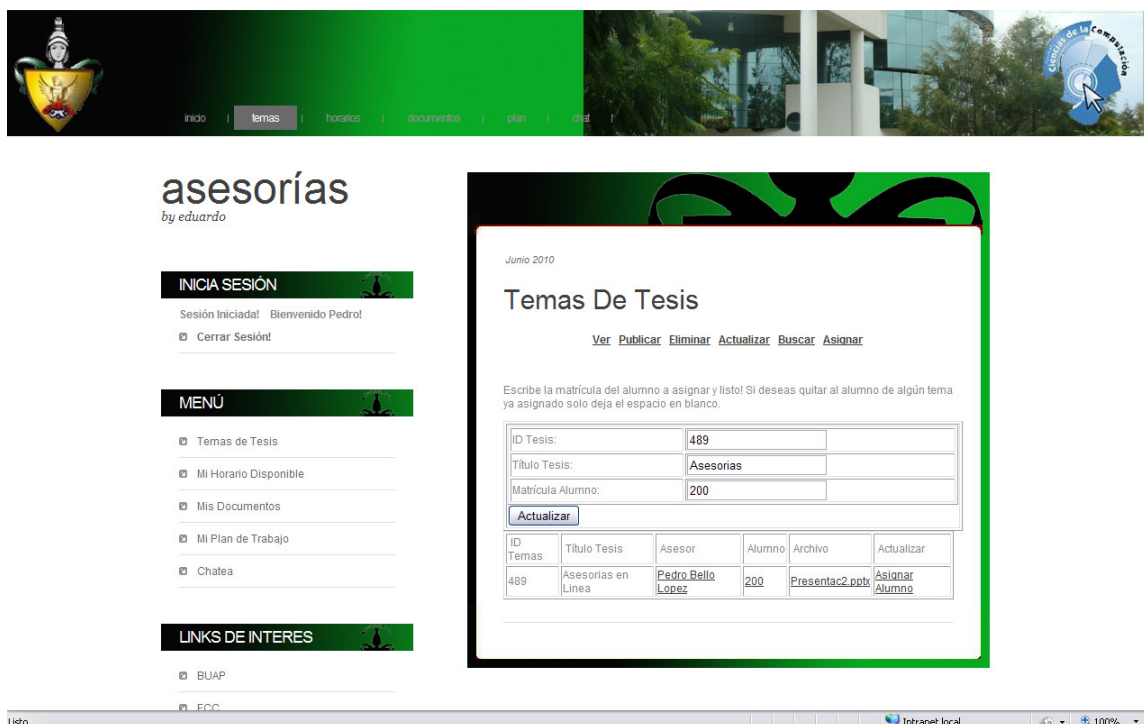 Ciencias de la Computación
inicio | temas | horarios | documentos | plan | chat |
asesorías
by eduardo
INICIA SESIÓN
Sesión Iniciada! Bienvenido Pedro!
Cerrar Sesión!
MENÚ
Temas de Tesis
Mi Horario Disponible
Mis Documentos
Mi Plan de Trabajo
Chatea
LINKS DE INTERES
BUAP
FCC
Junio 2010
Temas De Tesis
Ver Publicar Eliminar Actualizar Buscar Asignar
Escribe la matrícula del alumno a asignar y listo! Si deseas quitar al alumno de algún tema
ya asignado solo deja el espacio en blanco.
ID Tesis: 489
Título Tesis: Asesorias
Matrícula Alumno: 200
Actualizar
ID Temas Título Tesis Asesor Alumno Archivo Actualizar
489 Asesorias en Linea Pedro Bello Lopez 200 Presentac2.pptx Asignar Alumno
Listo Intranet local 100%